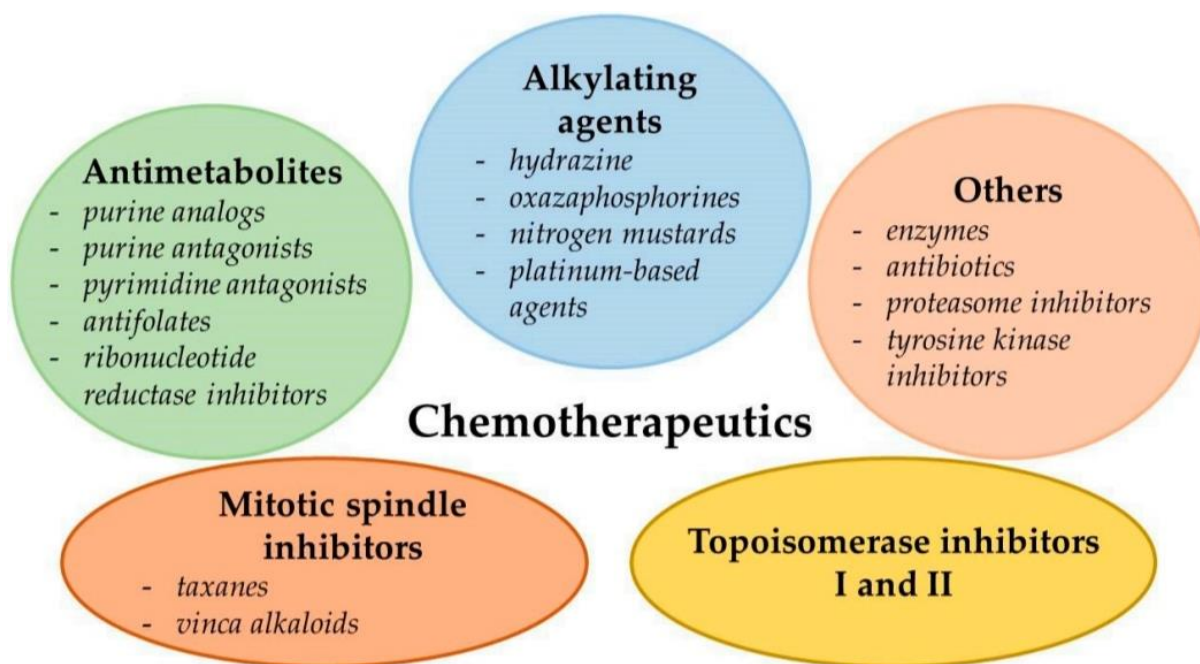 Alkylating
agents
- hydrazine
- oxazaphosphorines
- nitrogen mustards
- platinum-based
agents
Antimetabolites
- purine analogs
- purine antagonists
- pyrimidine antagonists
- antifolates
- ribonucleotide
reductase inhibitors
Others
- enzymes
- antibiotics
- proteasome inhibitors
- tyrosine kinase
inhibitors
Chemotherapeutics
Mitotic spindle
inhibitors
- taxanes
- vinca alkaloids
Topoisomerase inhibitors
I and II